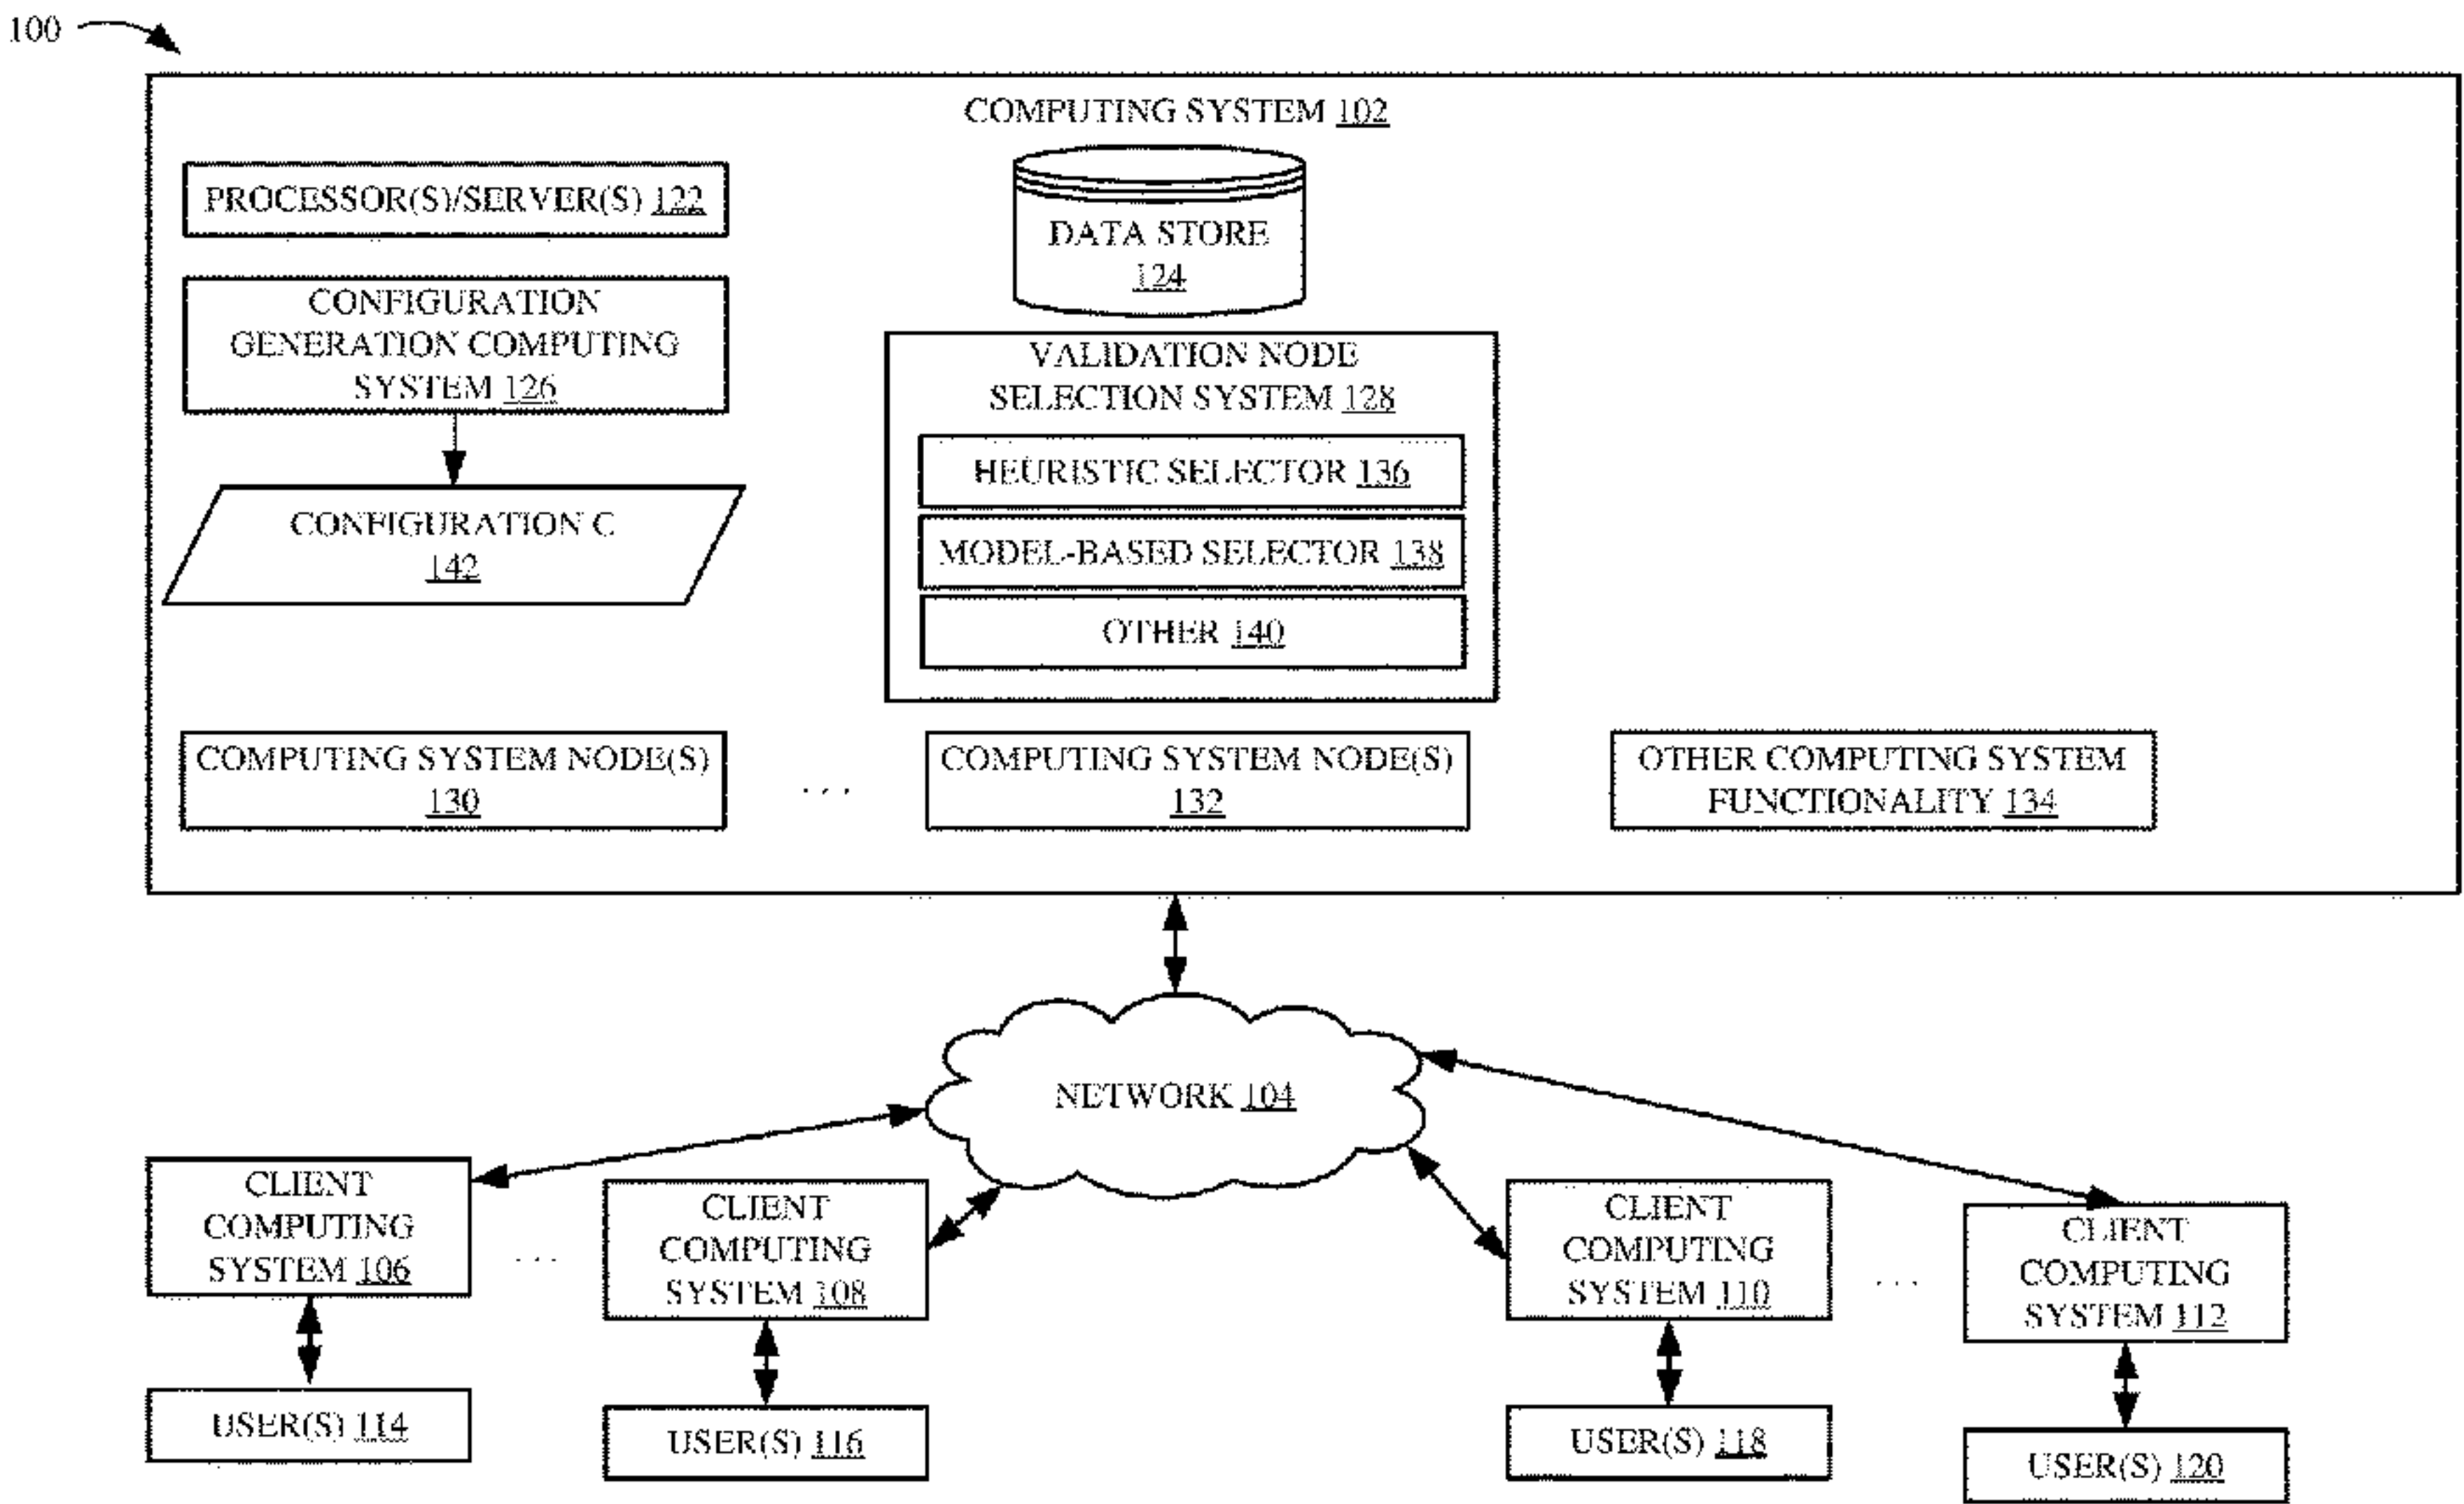 100
COMPUTING SYSTEM 102
PROCESSOR(S)/SERVER(S) 122
DATA STORE
124
CONFIGURATION
GENERATION COMPUTING
SYSTEM 126
CONFIGURATION C
142
VALIDATION NODE
SELECTION SYSTEM 128
HEURISTIC SELECTOR 136
MODEL-BASED SELECTOR 138
OTHER 140
COMPUTING SYSTEM NODE(S)
130
. . .
COMPUTING SYSTEM NODE(S)
132
OTHER COMPUTING SYSTEM
FUNCTIONALITY 134
NETWORK 104
CLIENT
COMPUTING
SYSTEM 106
. . .
CLIENT
COMPUTING
SYSTEM 108
CLIENT
COMPUTING
SYSTEM 110
. . .
CLIENT
COMPUTING
SYSTEM 112
USER(S) 114
USER(S) 116
USER(S) 118
USER(S) 120